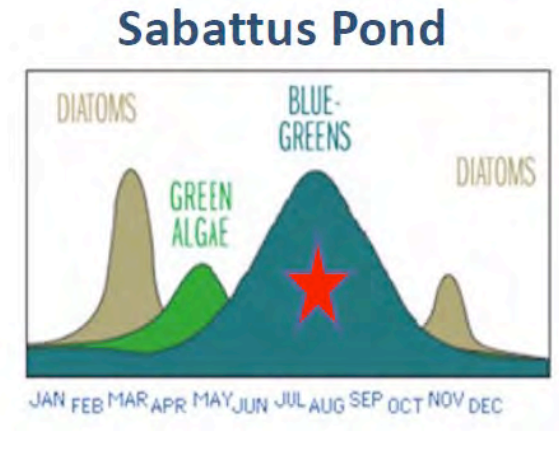 Sabattus Pond
DIATOMS
BLUE-
GREENS
DIATOMS
GREEN
ALGAE
JAN FEB MAR APR MAY JUN JUL AUG SEP OCT NOV DEC